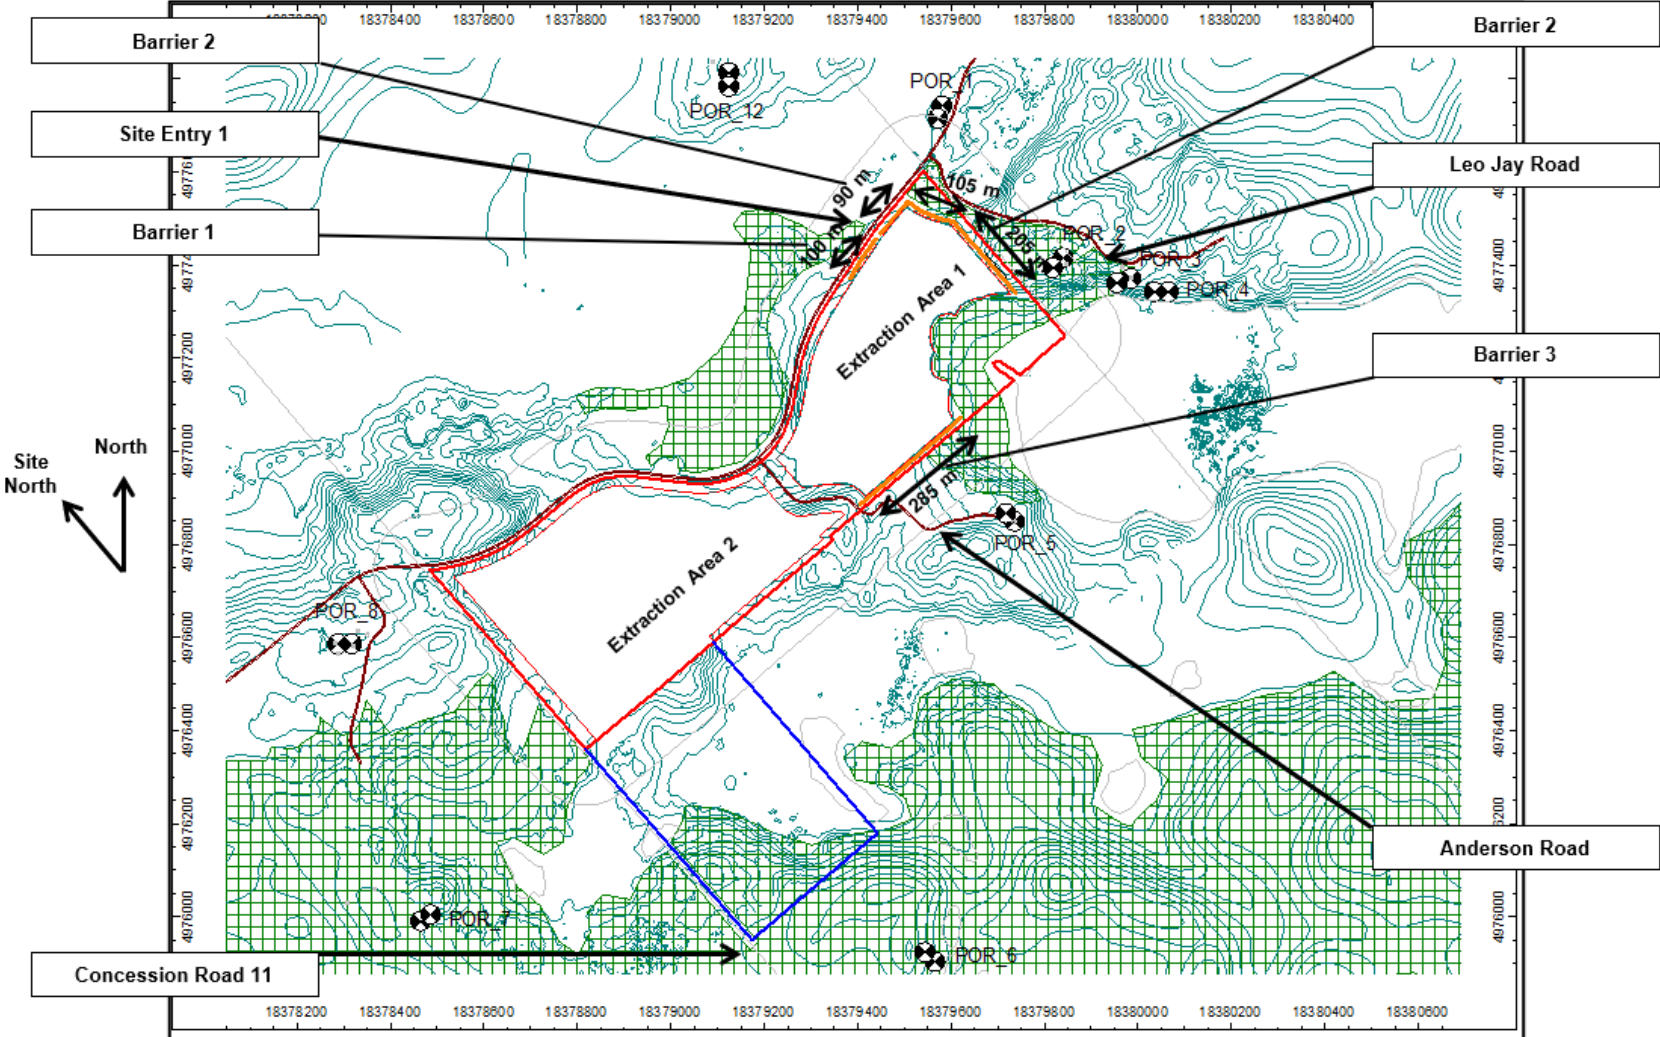 18378400 18378600 18378800 18379000 18379200 18379400 18379600 18379800 18380000 18380200 18380400
Barrier 2
Barrier 2
POR_12
POR_1
Site Entry 1
Leo Jay Road
90 m
105 m
Barrier 1
100 m
205
POR_2
POR_3
POR_4
4977400
4977400
Extraction Area 1
4977200
Barrier 3
North
Site
North
4977000
4977000
285 m
POR_5
4976800
4976800
Extraction Area 2
POR_8
4976600
4976600
4976400
4976400
4976200
Anderson Road
4976000
4976000
POR_7
POR_6
Concession Road 11
18378200 18378400 18378600 18378800 18379000 18379200 18379400 18379600 18379800 18380000 18380200 18380400 18380600